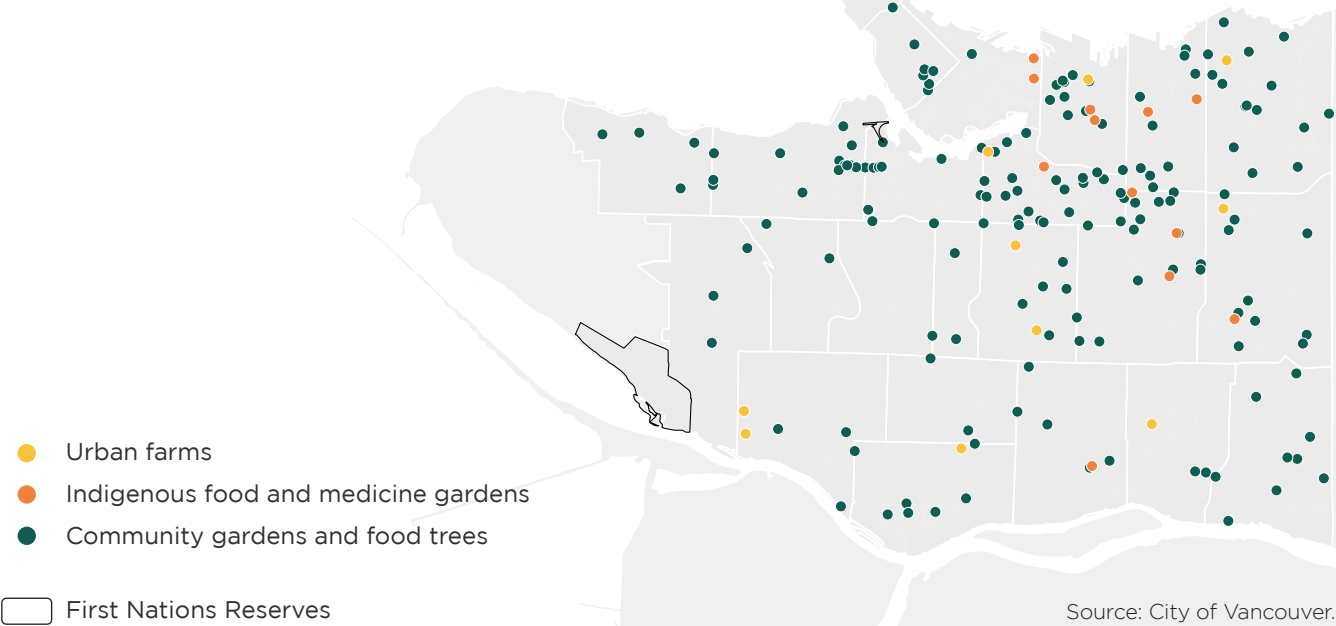 Urban farms
Indigenous food and medicine gardens
Community gardens and food trees
First Nations Reserves
Source: City of Vancouver.